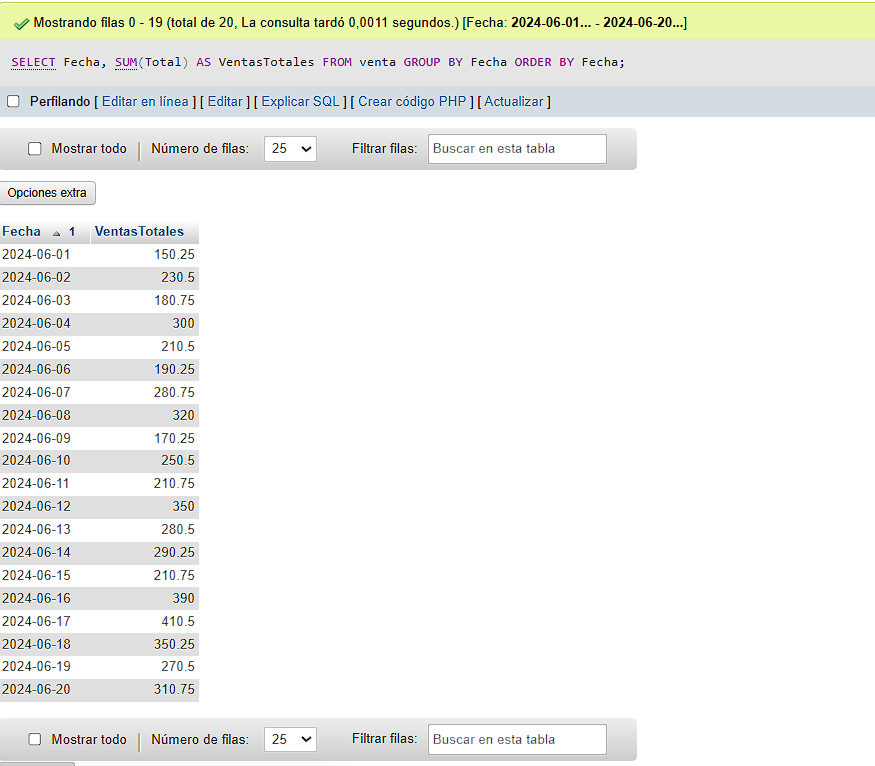 Mostrando filas 0 - 19 (total de 20, La consulta tardó 0,0011 segundos.) [Fecha: 2024-06-01... - 2024-06-20...]
SELECT Fecha, SUM(Total) AS VentasTotales FROM venta GROUP BY Fecha ORDER BY Fecha;
Perfilando [ Editar en línea ] [ Editar ] [ Explicar SQL ] [ Crear código PHP ] [ Actualizar ]
Mostrar todo | Número de filas: 25 Filtrar filas: Buscar en esta tabla
Opciones extra
Fecha 1 VentasTotales
2024-06-01 150.25
2024-06-02 230.5
2024-06-03 180.75
2024-06-04 300
2024-06-05 210.5
2024-06-06 190.25
2024-06-07 280.75
2024-06-08 320
2024-06-09 170.25
2024-06-10 250.5
2024-06-11 210.75
2024-06-12 350
2024-06-13 280.5
2024-06-14 290.25
2024-06-15 210.75
2024-06-16 390
2024-06-17 410.5
2024-06-18 350.25
2024-06-19 270.5
2024-06-20 310.75
Mostrar todo | Número de filas: 25 Filtrar filas: Buscar en esta tabla